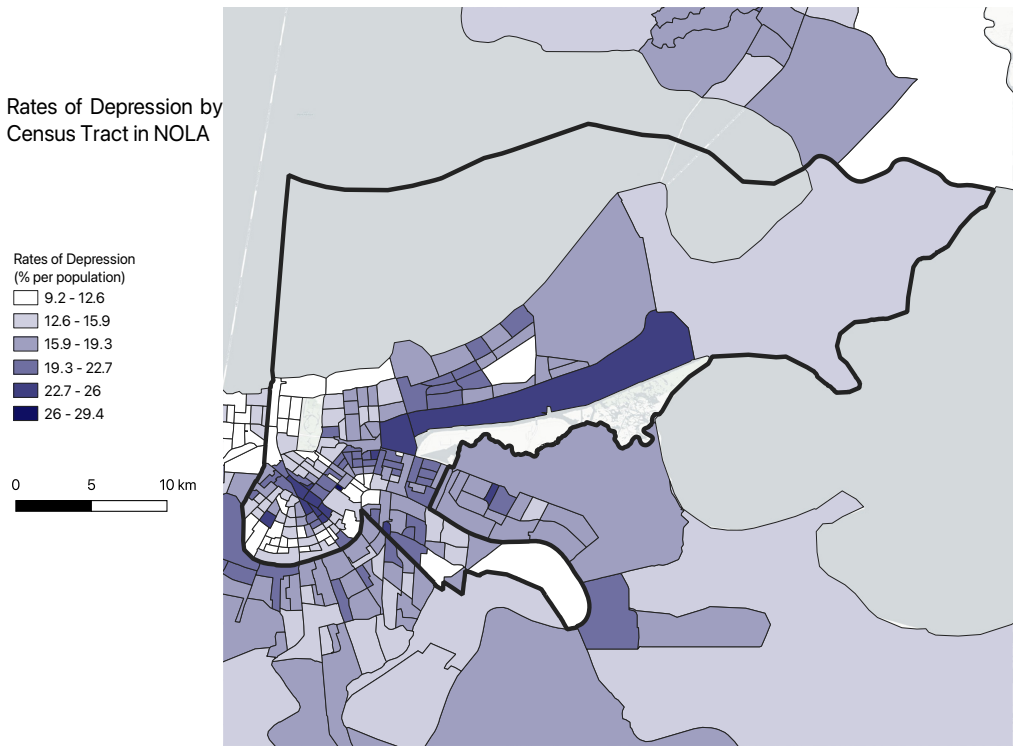 Rates of Depression by
Census Tract in NOLA
Rates of Depression
(% per population)
9.2 - 12.6
12.6 - 15.9
15.9 - 19.3
19.3 - 22.7
22.7 - 26
26 - 29.4
0 5 10 km